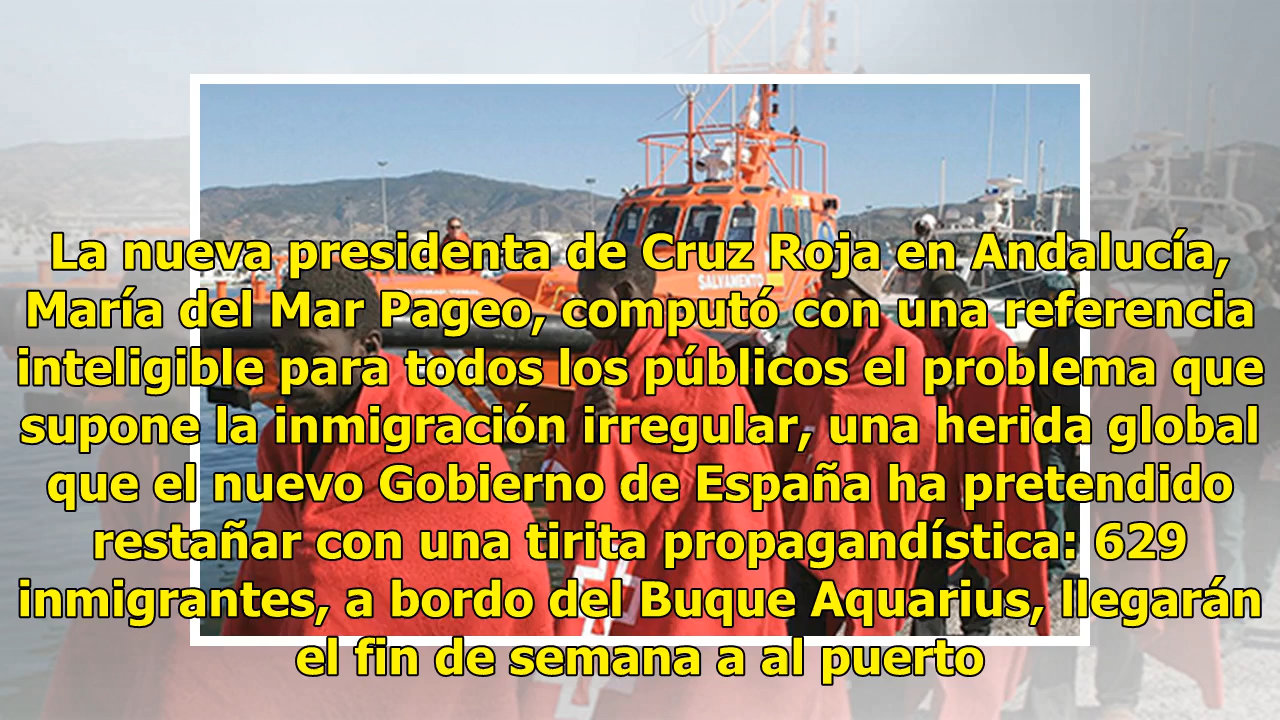 La nueva presidenta de Cruz Roja en Andalucía,
María del Mar Pageo, computó con una referencia
inteligible para todos los públicos el problema que
supone la inmigración irregular, una herida global
que el nuevo Gobierno de España ha pretendido
restañar con una tirita propagandística: 629
inmigrantes, a bordo del Buque Aquarius, llegarán
el fin de semana a al puerto
SALVAMENTO